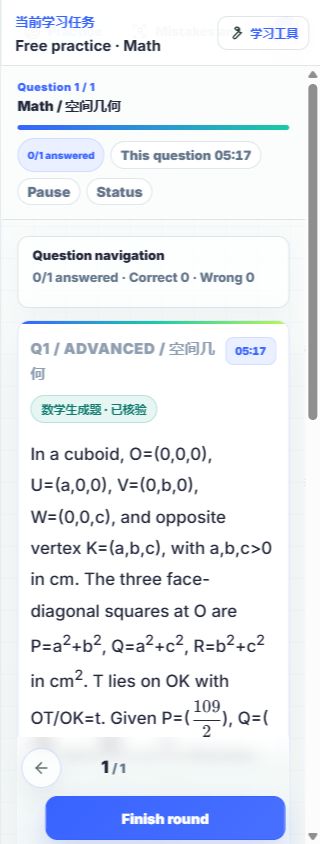 当前学习任务
Free practice · Math
学习工具
Question 1 / 1
Math / 空间几何
0/1 answered
This question 05:17
Pause
Status
Question navigation
0/1 answered · Correct 0 · Wrong 0
Q1 / ADVANCED / 空间几
何
05:17
数学生成题 · 已核验
In a cuboid, O=(0,0,0),
U=(a,0,0), V=(0,b,0),
W=(0,0,c), and opposite
vertex K=(a,b,c), with a,b,c>0
in cm. The three face-
diagonal squares at O are
P=a²+b², Q=a²+c², R=b²+c²
in cm². T lies on OK with
OT/OK=t. Given P=(109/2), Q=(
1 / 1
Finish round